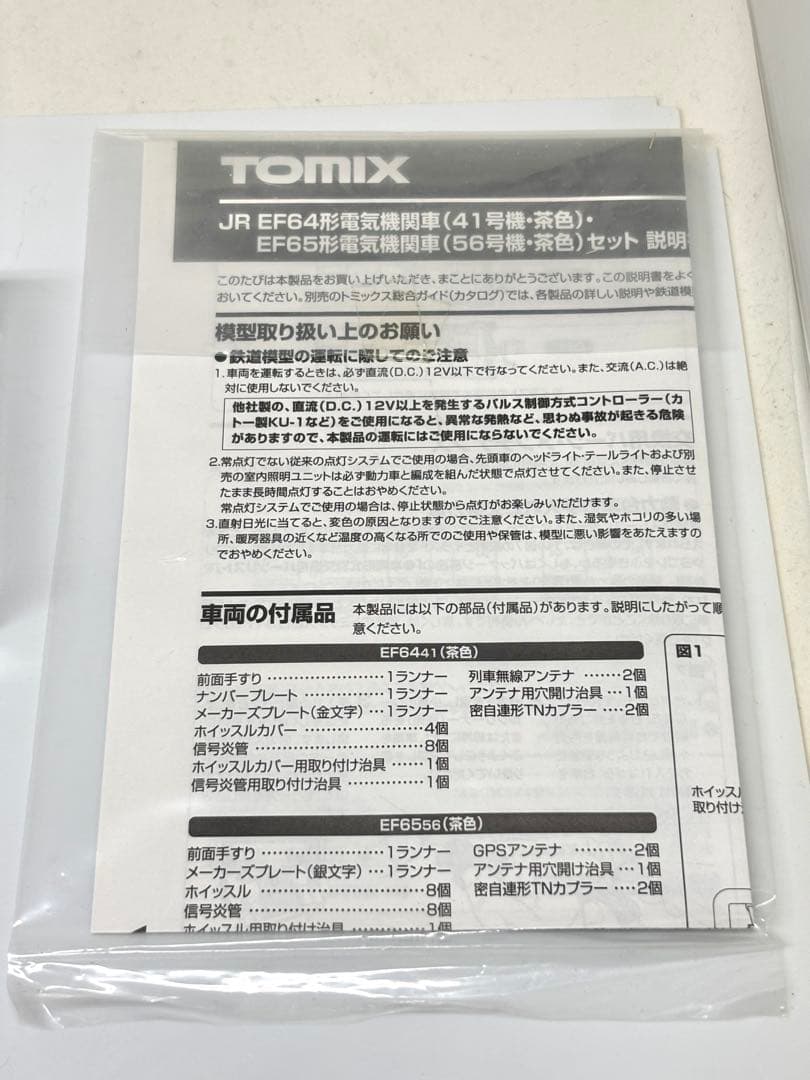 TOMIX
JR EF64形電気機関車(41号機・茶色)・
EF65形電気機関車(56号機・茶色)セット 説明
このたびは本製品をお買い上げいただき、まことにありがとうございます。この説明書をよく
おいてください。別売のトミックス総合ガイド(カタログ)では、各製品の詳しい説明や鉄道模
模型取り扱い上のお願い
●鉄道模型の運転に際してのご注意
1.車両を運転するときは、必ず直流(D.C.)12V以下で行なってください。また、交流(A.C.)は絶
対に使用しないでください。
他社製の、直流(D.C.)12V以上を発生するパルス制御方式コントローラー(カ
トー製KU-1など)をご使用になると、異常な発熱など、思わぬ事故が起きる危険
がありますので、本製品の運転にはご使用にならないでください。
2.常点灯でない従来の点灯システムでご使用の場合、先頭車のヘッドライト・テールライトおよび別
売の室内照明ユニットは必ず動力車と編成を組んだ状態で点灯させてください。また、停止させ
たまま長時間点灯することはおやめください。
常点灯システムでご使用の場合は、停止状態から点灯がお楽しみいただけます。
3.直射日光に当てると、変色の原因となりますのでご注意ください。また、湿気やホコリの多い場
所、暖房器具の近くなど温度の高くなる所でのご使用や保管は、模型に悪い影響をあたえますの
でおやめください。
車両の付属品 本製品には以下の部品(付属品)があります。説明にしたがって順
意ください。
EF6441(茶色)
前面手すり ……………………1ランナー
ナンバープレート ……………1ランナー
メーカーズプレート(金文字) …1ランナー
ホイッスルカバー ……………………4個
信号炎管 ………………………………8個
ホイッスルカバー用取り付け治具 ……1個
信号炎管用取り付け治具 ……………1個
列車無線アンテナ ………2個
アンテナ用穴開け治具 …1個
密自連形TNカプラー ……2個
図1
ホイッスル
取り付け
EF6556(茶色)
前面手すり ……………………1ランナー
メーカーズプレート(銀文字) …1ランナー
ホイッスル ……………………………8個
信号炎管 ………………………………8個
ホイッスル用取り付け治具 …………1個
GPSアンテナ ……………2個
アンテナ用穴開け治具 …1個
密自連形TNカプラー ……2個